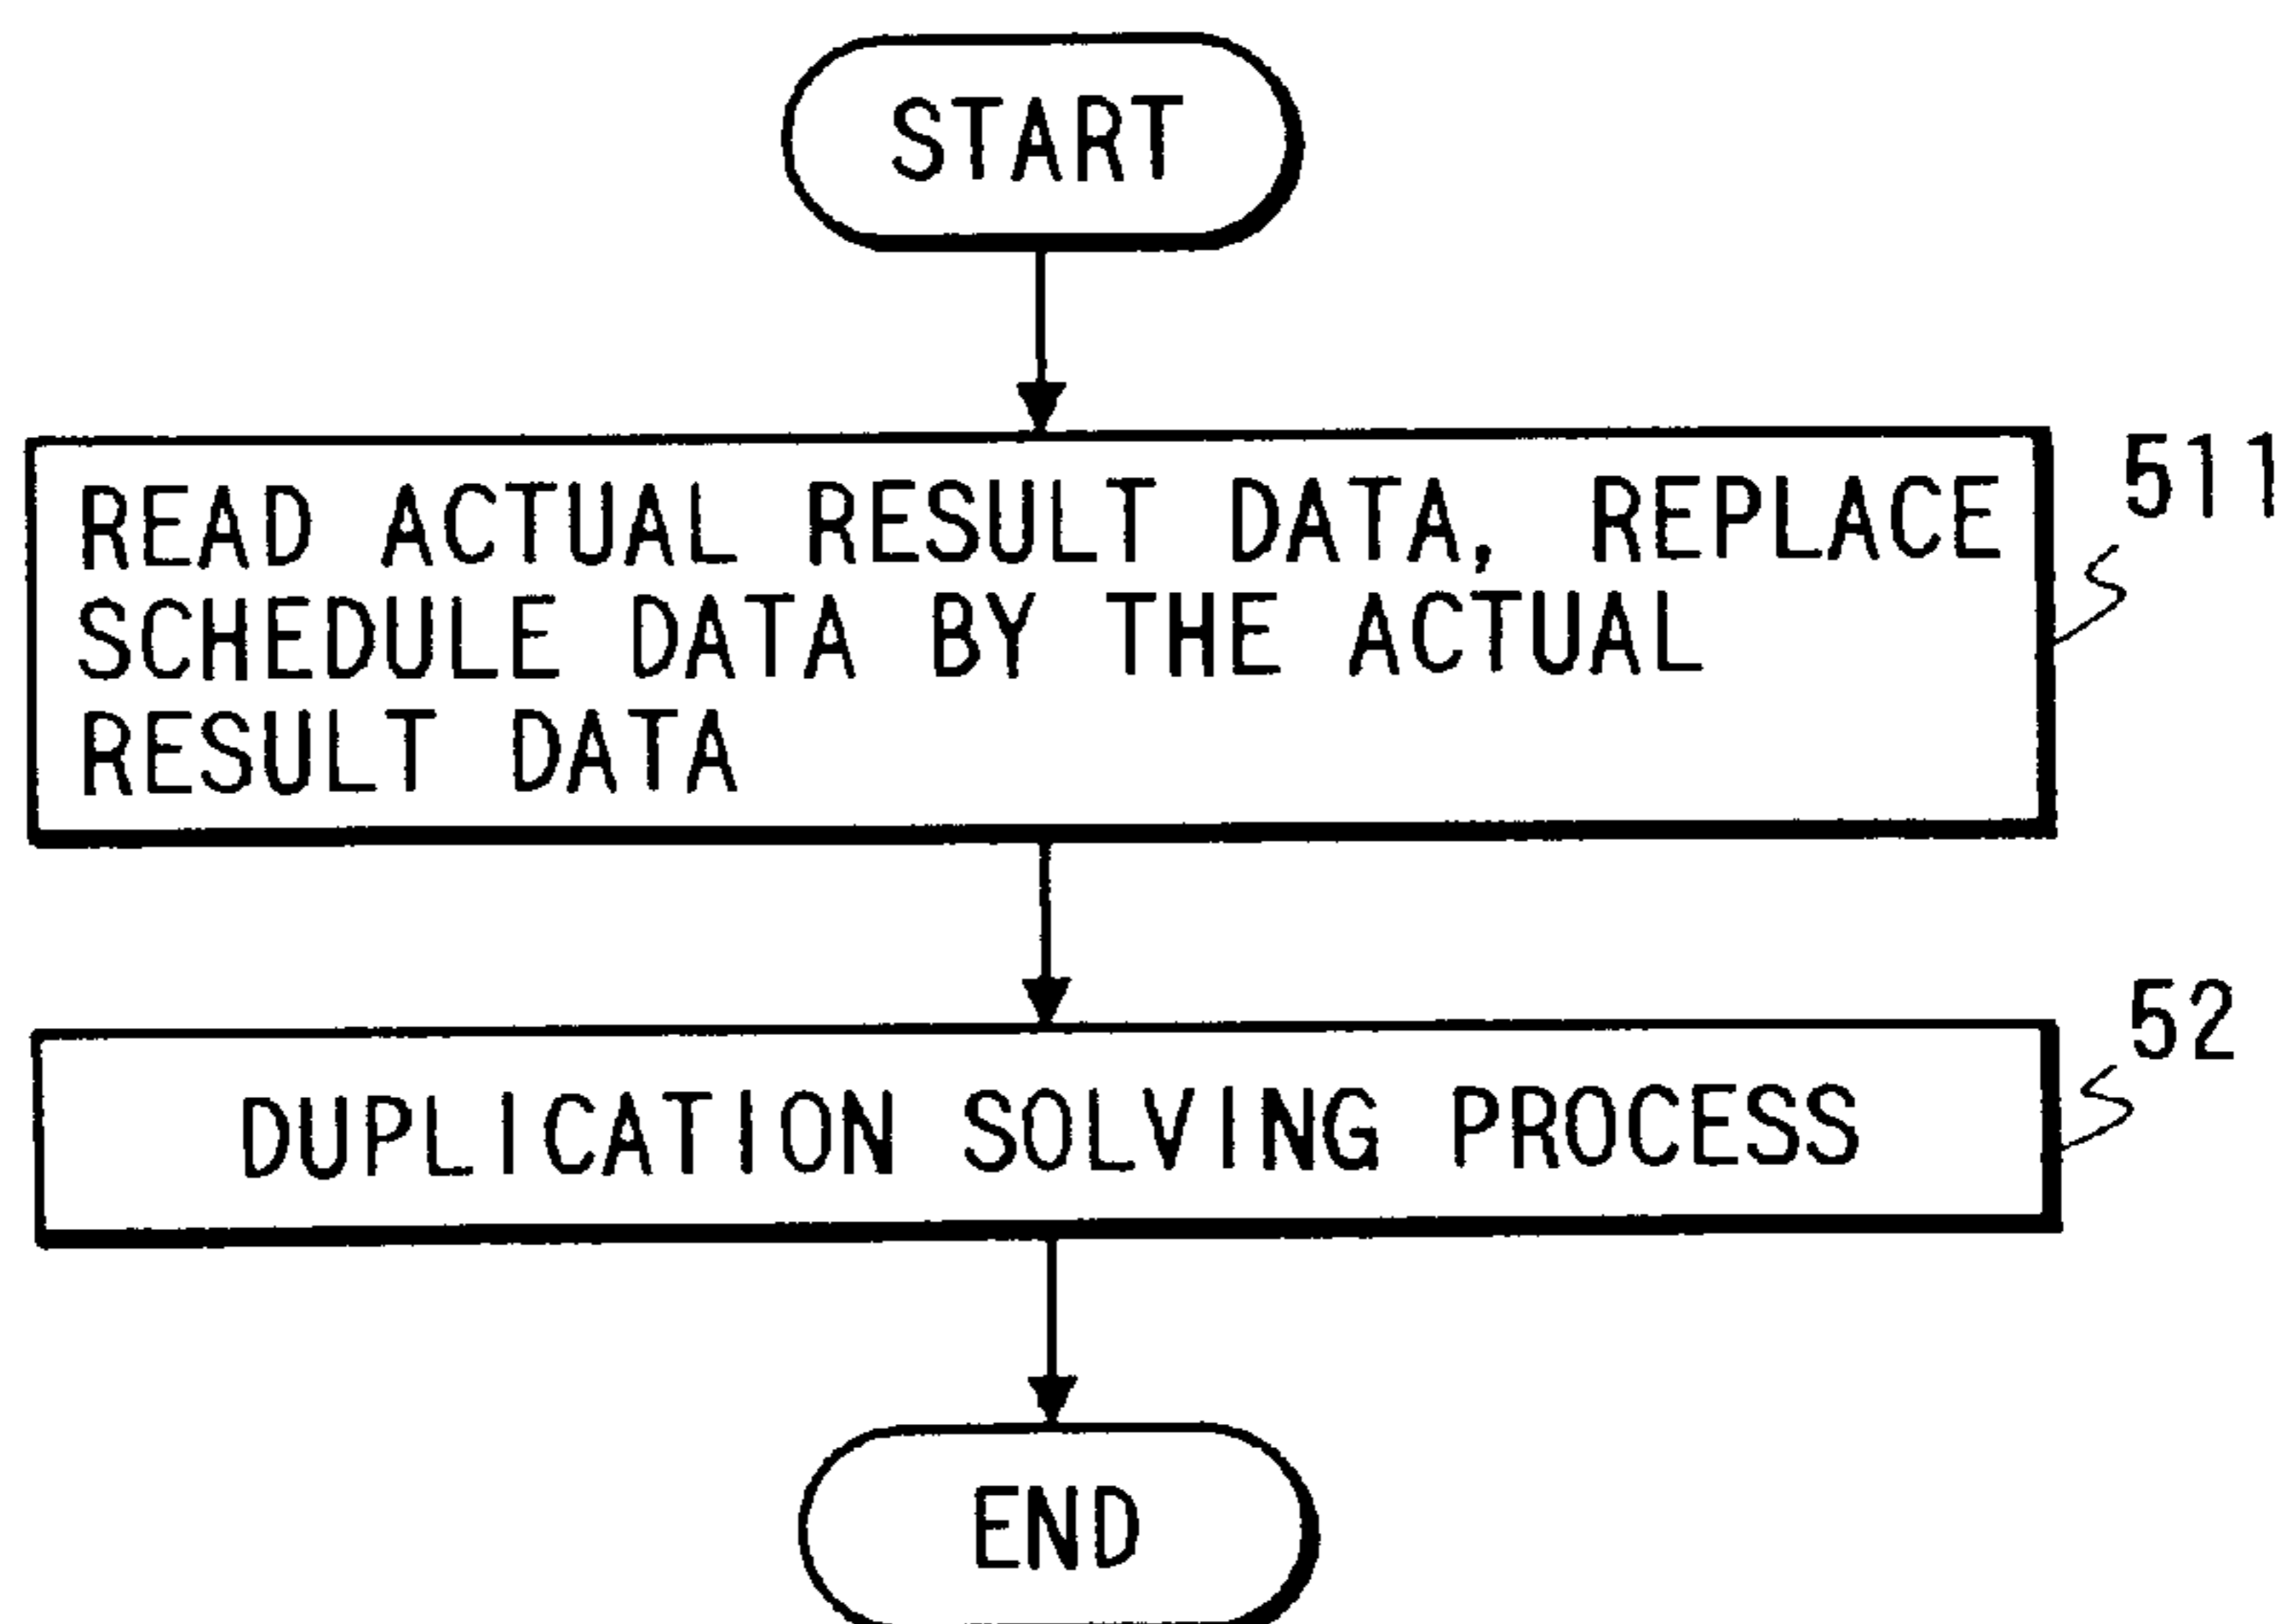 START
READ ACTUAL RESULT DATA, REPLACE
SCHEDULE DATA BY THE ACTUAL
RESULT DATA
511
DUPLICATION SOLVING PROCESS
52
END